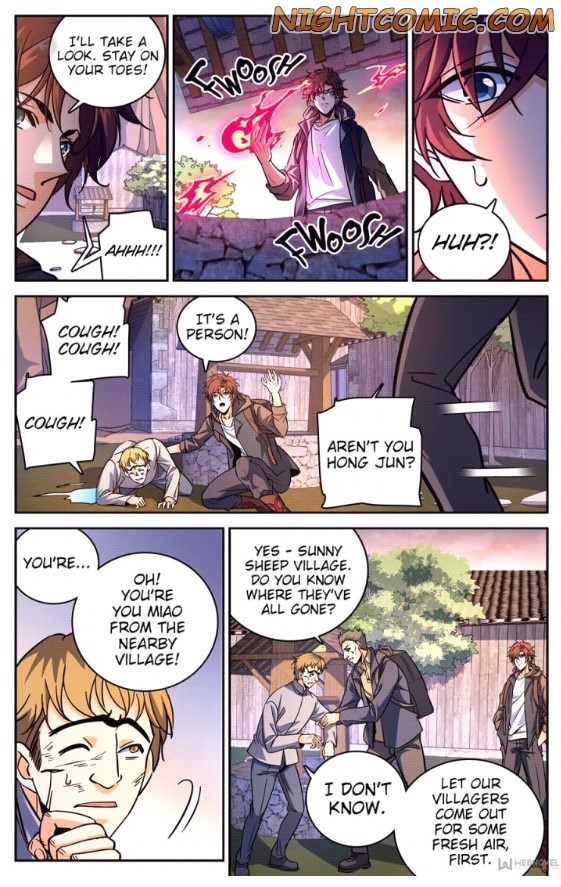 NIGHTCOMIC.COM
I'LL TAKE A
LOOK. STAY ON
YOUR TOES!
AHHH!!!
FWOOSH
FWOOSH
HUH?!
COUGH!
COUGH!
COUGH!
IT'S A
PERSON!
AREN'T YOU
HONG JUN?
YOU'RE...
OH!
YOU'RE
YOU MIAO
FROM THE
NEARBY
VILLAGE!
YES - SUNNY
SHEEP VILLAGE.
DO YOU KNOW
WHERE THEY'VE
ALL GONE?
I DON'T
KNOW.
LET OUR
VILLAGERS
COME OUT
FOR SOME
FRESH AIR,
FIRST.
WEBNOVEL